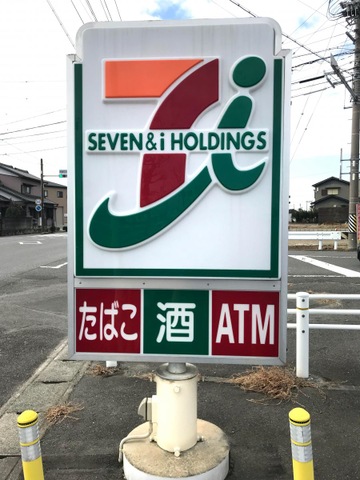 SEVEN & i HOLDINGS
たばこ 酒 ATM